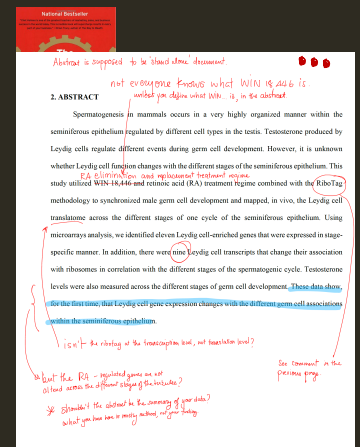 National Bestseller
Abstract is supposed to be 'stand alone' document.
not everyone knows what WIN 18,446 is
unless you define what WIN is, in the abstract.
2. ABSTRACT
Spermatogenesis in mammals occurs in a very highly organized manner within the
seminiferous epithelium regulated by different cell types in the testis. Testosterone produced by
Leydig cells regulate different events during germ cell development. However, it is unknown
whether Leydig cell function changes with the different stages of the seminiferous epithelium. This
RA elimination and replacement treatment regime
study utilized WIN 18,446 and retinoic acid (RA) treatment regime combined with the RiboTag
methodology to synchronized male germ cell development and mapped, in vivo, the Leydig cell
translatome across the different stages of one cycle of the seminiferous epithelium. Using
microarrays analysis, we identified eleven Leydig cell-enriched genes that were expressed in stage-
specific manner. In addition, there were nine Leydig cell transcripts that change their association
with ribosomes in correlation with the different stages of the spermatogenic cycle. Testosterone
levels were also measured across the different stages of germ cell development. These data show,
for the first time, that Leydig cell gene expression changes with the different germ cell associations
within the seminiferous epithelium.
isn't the ribotag at the transcription level, not translation level?
see comment in the
previous page
but the RA - regulated genes are not
altered across the different stages of the tubules?
* shouldn't the abstract be the summary of your data?
what you have here is mostly method, not your finding